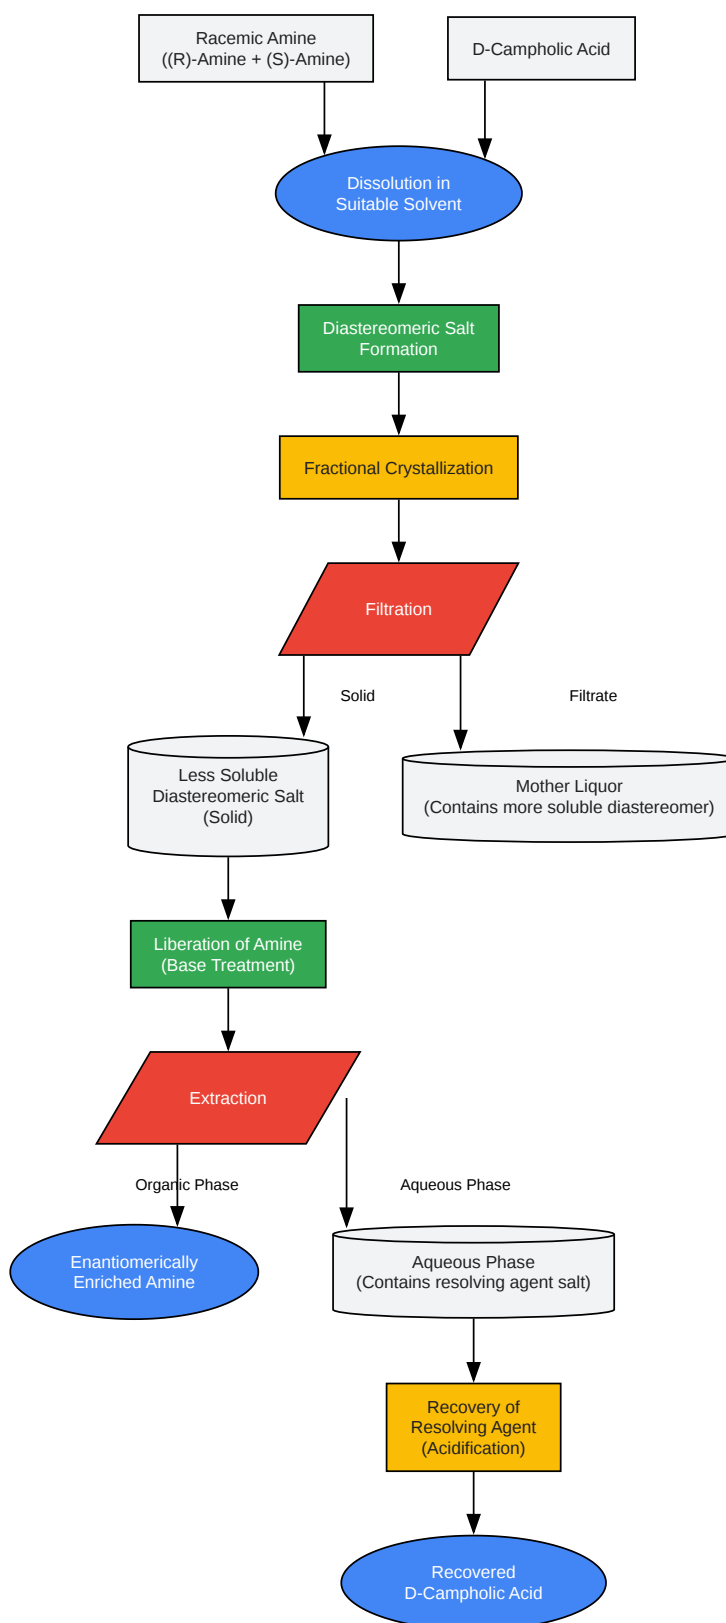 Racemic Amine
((R)-Amine + (S)-Amine)
D-Campholic Acid
Dissolution in
Suitable Solvent
Diastereomeric Salt
Formation
Fractional Crystallization
Filtration
Solid
Filtrate
Less Soluble
Diastereomeric Salt
(Solid)
Mother Liquor
(Contains more soluble diastereomer)
Liberation of Amine
(Base Treatment)
Extraction
Organic Phase
Aqueous Phase
Enantiomerically
Enriched Amine
Aqueous Phase
(Contains resolving agent salt)
Recovery of
Resolving Agent
(Acidification)
Recovered
D-Campholic Acid